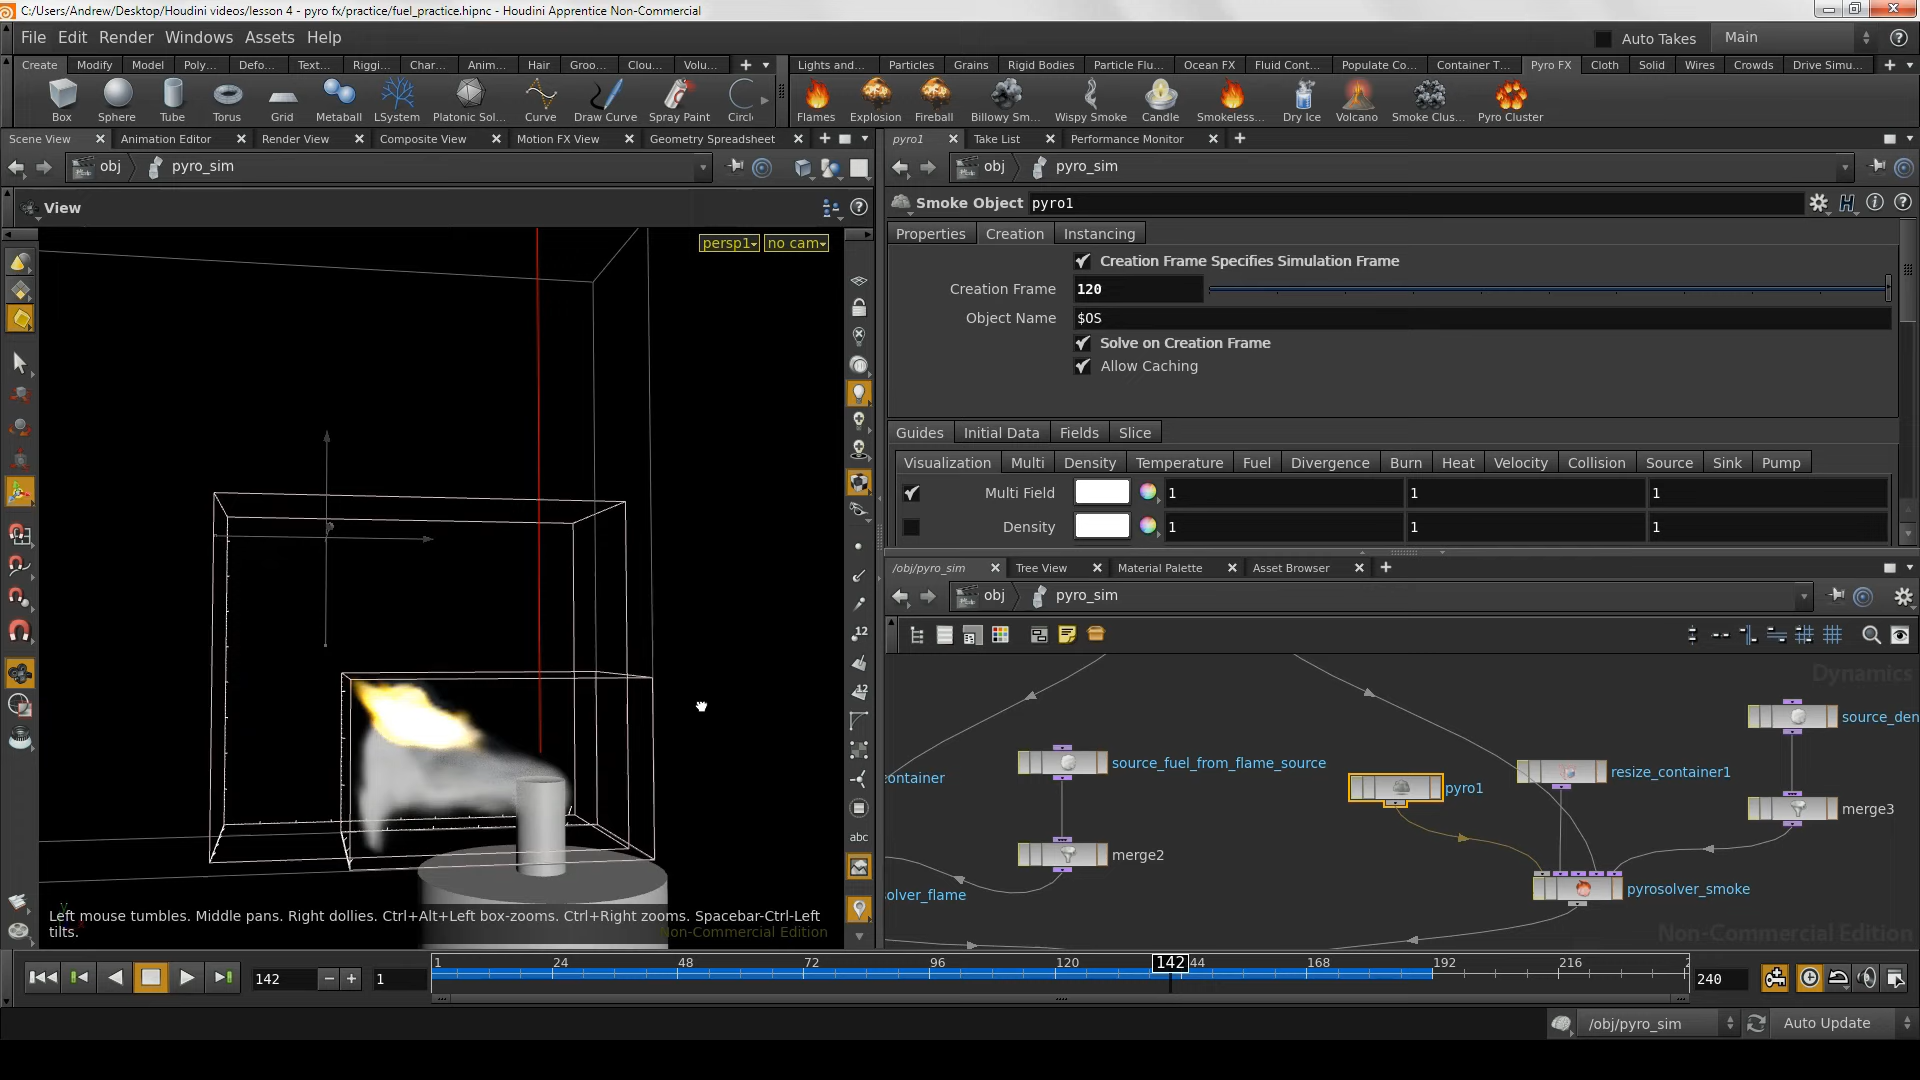 C:/Users/Andrew/Desktop/Houdini videos/lesson 4 - pyro fx/practice/fuel_practice.hipnc - Houdini Apprentice Non-Commercial
File Edit Render Windows Assets Help
Auto Takes Main
Create Modify Model Poly... Defo... Text... Riggi... Char... Anim... Hair Groo... Clou... Volu...
Lights and... Particles Grains Rigid Bodies Particle Flu... Ocean FX Fluid Cont... Populate Co... Container T... Pyro FX Cloth Solid Wires Crowds Drive Simu...
Box Sphere Tube Torus Grid Metaball LSystem Platonic Sol... Curve Draw Curve Spray Paint Circl
Flames Explosion Fireball Billowy Sm... Wispy Smoke Candle Smokeless... Dry Ice Volcano Smoke Clus... Pyro Cluster
Scene View Animation Editor Render View Composite View Motion FX View Geometry Spreadsheet
pyro1 Take List Performance Monitor
obj pyro_sim
obj pyro_sim
View
persp1 no cam
Smoke Object pyro1
Properties Creation Instancing
Creation Frame Specifies Simulation Frame
Creation Frame 120
Object Name $OS
Solve on Creation Frame
Allow Caching
Guides Initial Data Fields Slice
Visualization Multi Density Temperature Fuel Divergence Burn Heat Velocity Collision Source Sink Pump
Multi Field 1 1 1
Density 1 1 1
/obj/pyro_sim Tree View Material Palette Asset Browser
obj pyro_sim
Dynamics
source_den
source_fuel_from_flame_source
ontainer
pyro1
resize_container1
merge3
merge2
olver_flame
pyrosolver_smoke
Non-Commercial Edition
12
12
abc
Left mouse tumbles. Middle pans. Right dollies. Ctrl+Alt+Left box-zooms. Ctrl+Right zooms. Spacebar-Ctrl-Left
tilts.
Non-Commercial Edition
142 1
1 24 48 72 96 120 142 44 168 192 216 2
240
/obj/pyro_sim Auto Update